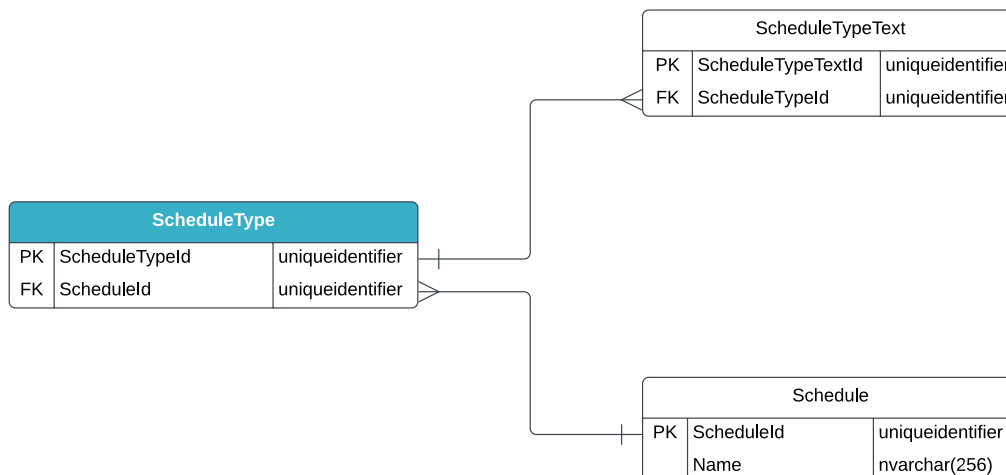 ScheduleTypeText
PK ScheduleTypeTextId uniqueidentifier
FK ScheduleTypeId uniqueidentifier
ScheduleType
PK ScheduleTypeId uniqueidentifier
FK ScheduleId uniqueidentifier
Schedule
PK ScheduleId uniqueidentifier
Name nvarchar(256)